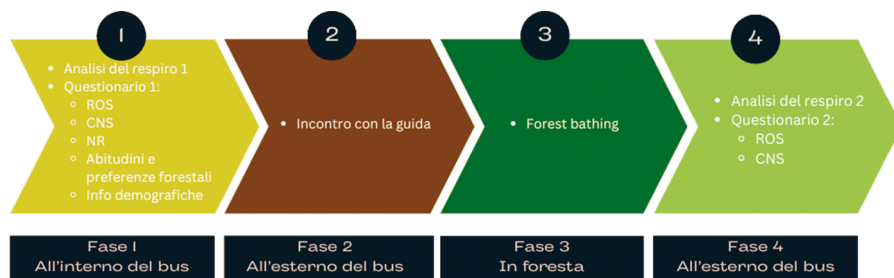 1
2
3
4
• Analisi del respiro 1
• Questionario 1:
○ ROS
○ CNS
○ NR
○ Abitudini e
preferenze forestali
○ Info demografiche
• Incontro con la guida
• Forest bathing
• Analisi del respiro 2
• Questionario 2:
○ ROS
○ CNS
Fase 1
All'interno del bus
Fase 2
All'esterno del bus
Fase 3
In foresta
Fase 4
All'esterno del bus